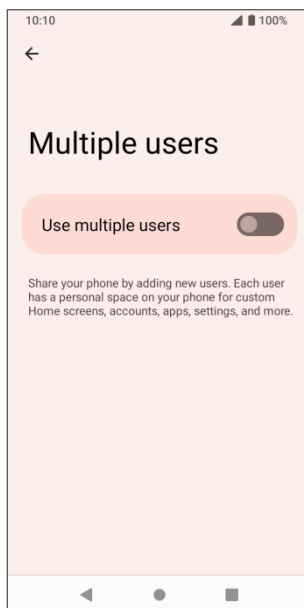 10:10
100%
Multiple users
Use multiple users
Share your phone by adding new users. Each user
has a personal space on your phone for custom
Home screens, accounts, apps, settings, and more.